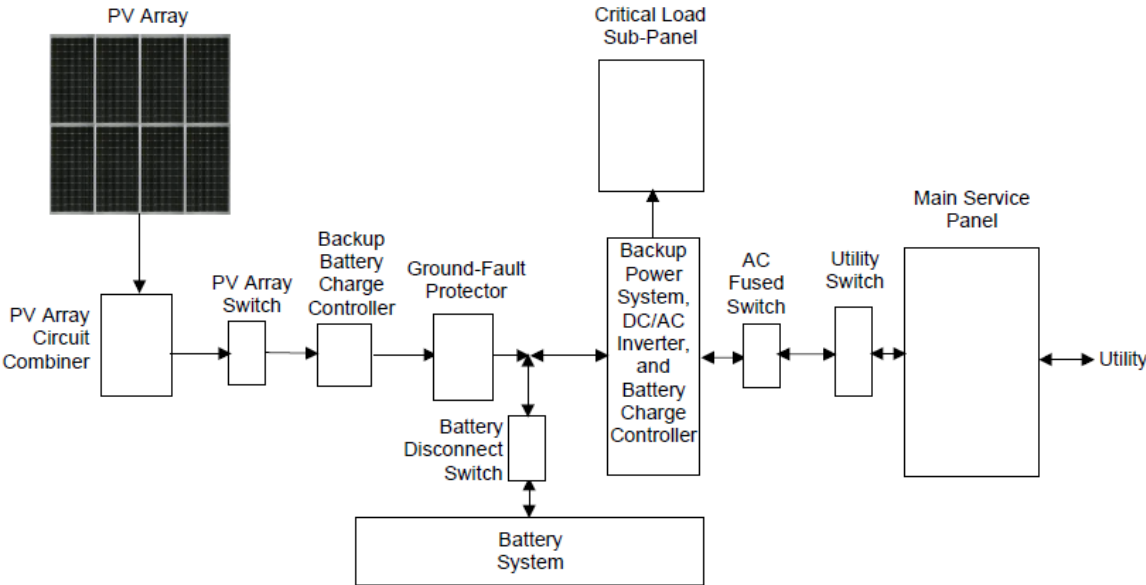 PV Array
Critical Load
Sub-Panel
Main Service
Panel
Backup
Battery
Charge
Controller
Ground-Fault
Protector
PV Array
Switch
PV Array
Circuit
Combiner
Backup
Power
System,
DC/AC
Inverter,
and
Battery
Charge
Controller
AC
Fused
Switch
Utility
Switch
Utility
Battery
Disconnect
Switch
Battery
System